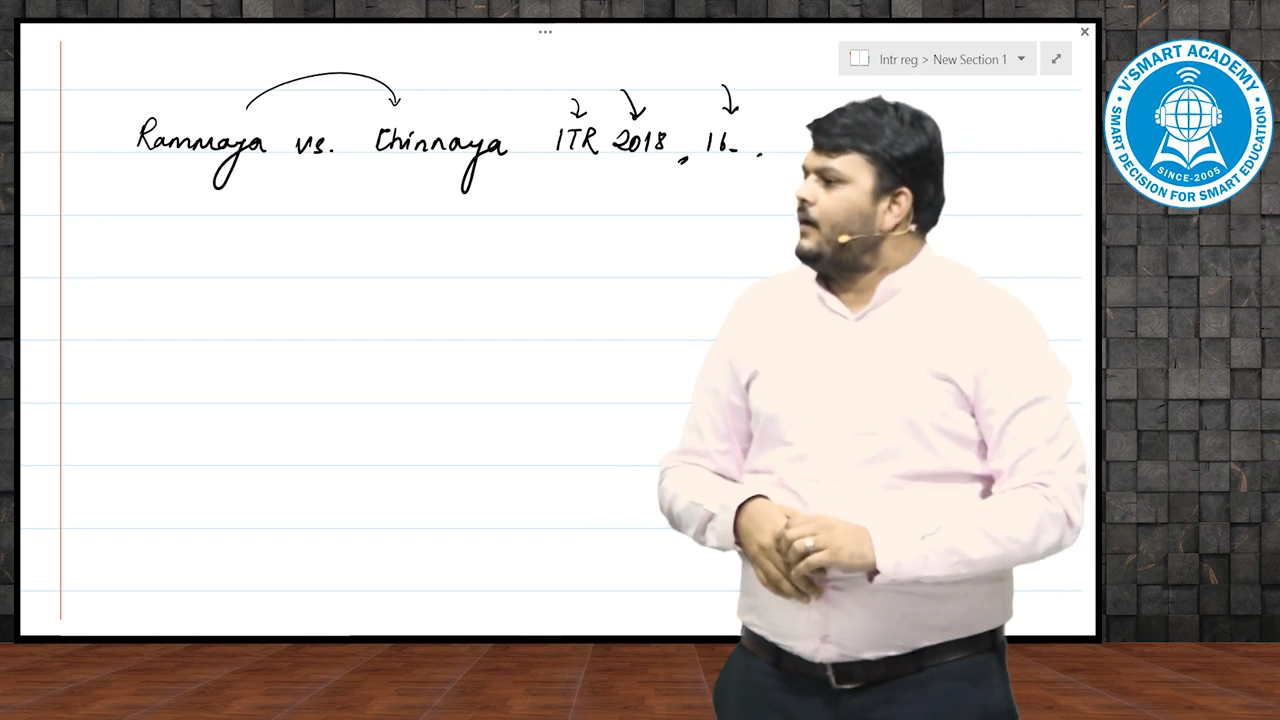 Intr reg > New Section 1
Ramnaya vs. Chinnaya ITR 2018, 16-.
V'SMART ACADEMY
SINCE-2005
SMART DECISION FOR SMART EDUCATION